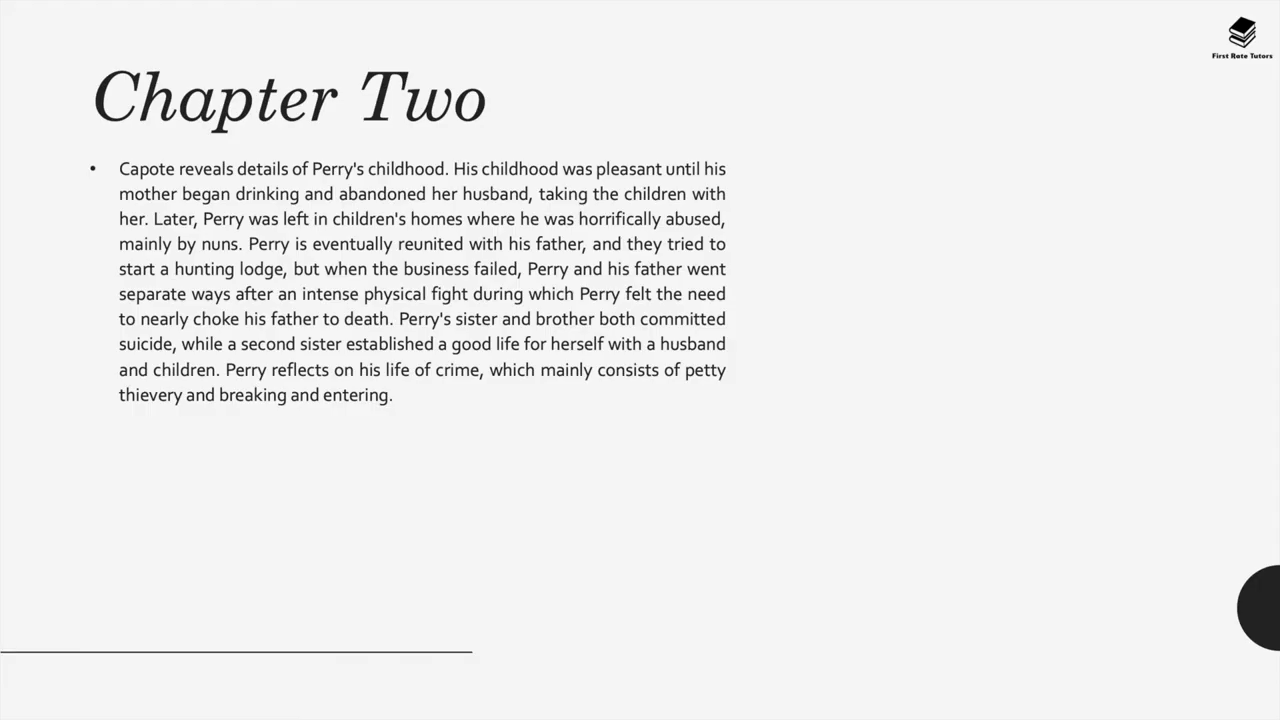 First Rate Tutors
Chapter Two
• Capote reveals details of Perry's childhood. His childhood was pleasant until his
mother began drinking and abandoned her husband, taking the children with
her. Later, Perry was left in children's homes where he was horrifically abused,
mainly by nuns. Perry is eventually reunited with his father, and they tried to
start a hunting lodge, but when the business failed, Perry and his father went
separate ways after an intense physical fight during which Perry felt the need
to nearly choke his father to death. Perry's sister and brother both committed
suicide, while a second sister established a good life for herself with a husband
and children. Perry reflects on his life of crime, which mainly consists of petty
thievery and breaking and entering.